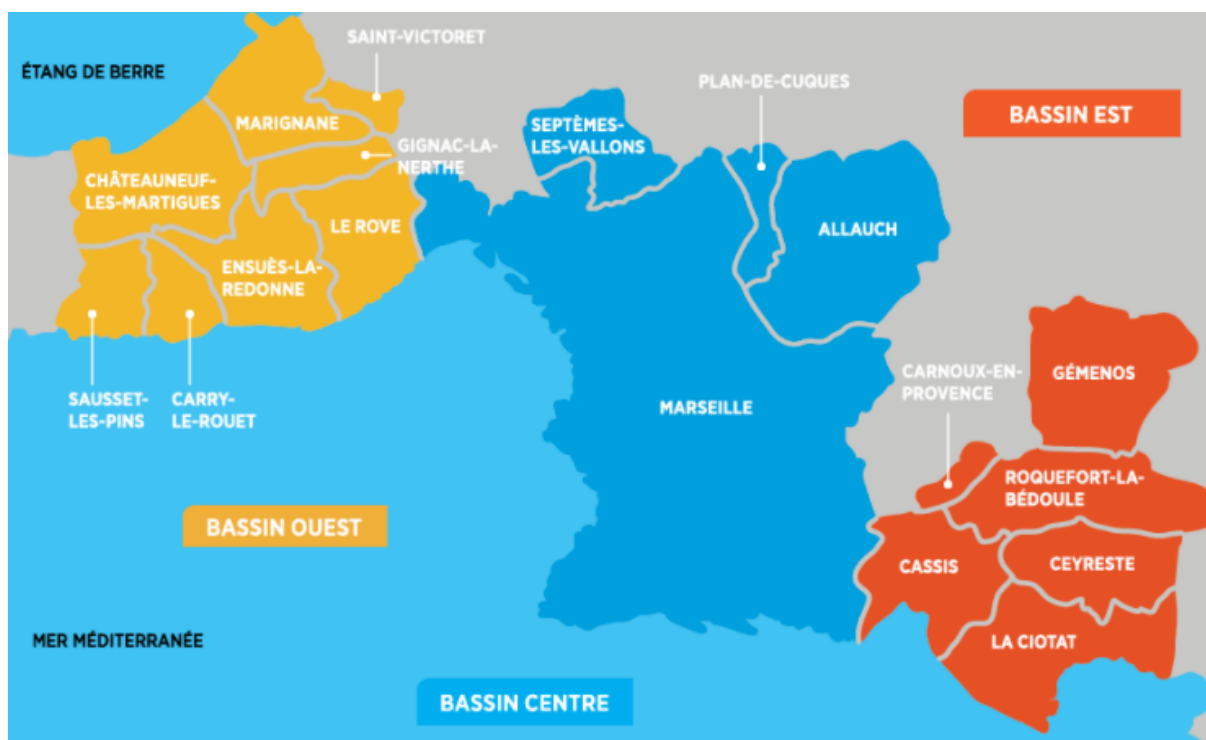 SAINT-VICTORET
ÉTANG DE BERRE
PLAN-DE-CUQUES
BASSIN EST
MARIGNANE
SEPTÈMES-
LES-VALLONS
GIGNAC-LA-
NERTHE
CHÂTEAUNEUF-
LES-MARTIGUES
LE ROVE
ALLAUCH
ENSUÈS-LA-
REDONNE
CARNOUX-EN-
PROVENCE
GÉMENOS
SAUSSET-
LES-PINS
CARRY-
LE-ROUET
MARSEILLE
ROQUEFORT-LA-
BÉDOULE
BASSIN OUEST
CASSIS
CEYRESTE
MER MÉDITERRANÉE
LA CIOTAT
BASSIN CENTRE